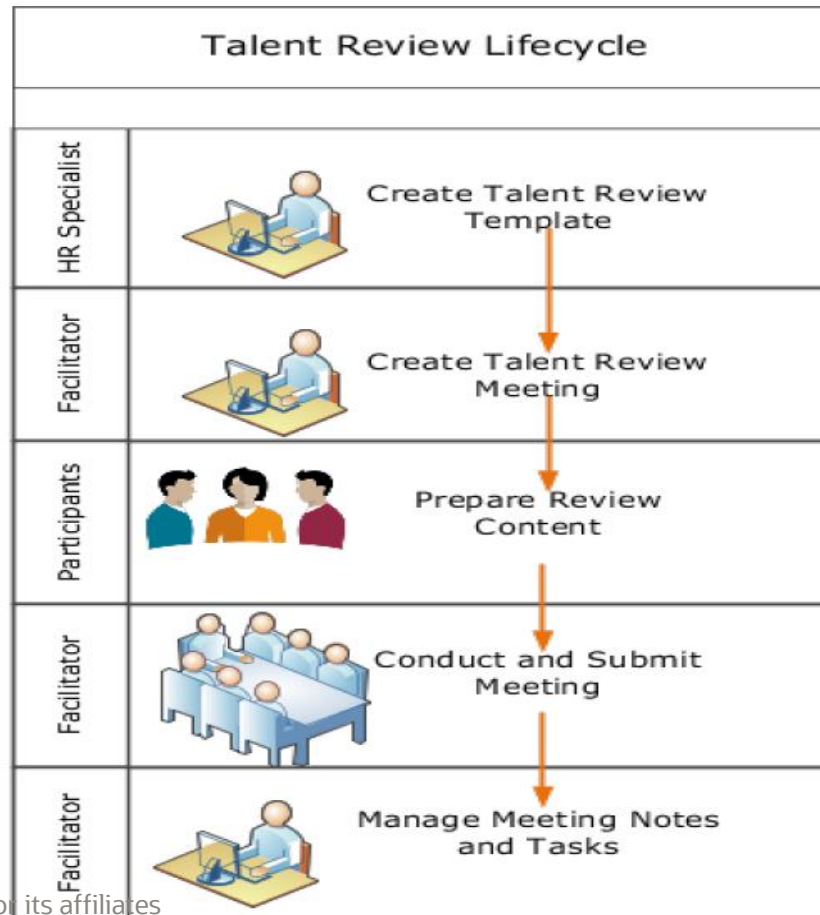 Talent Review Lifecycle
HR Specialist
Create Talent Review
Template
Facilitator
Create Talent Review
Meeting
Participants
Prepare Review
Content
Facilitator
Conduct and Submit
Meeting
Facilitator
Manage Meeting Notes
and Tasks
or its affiliates